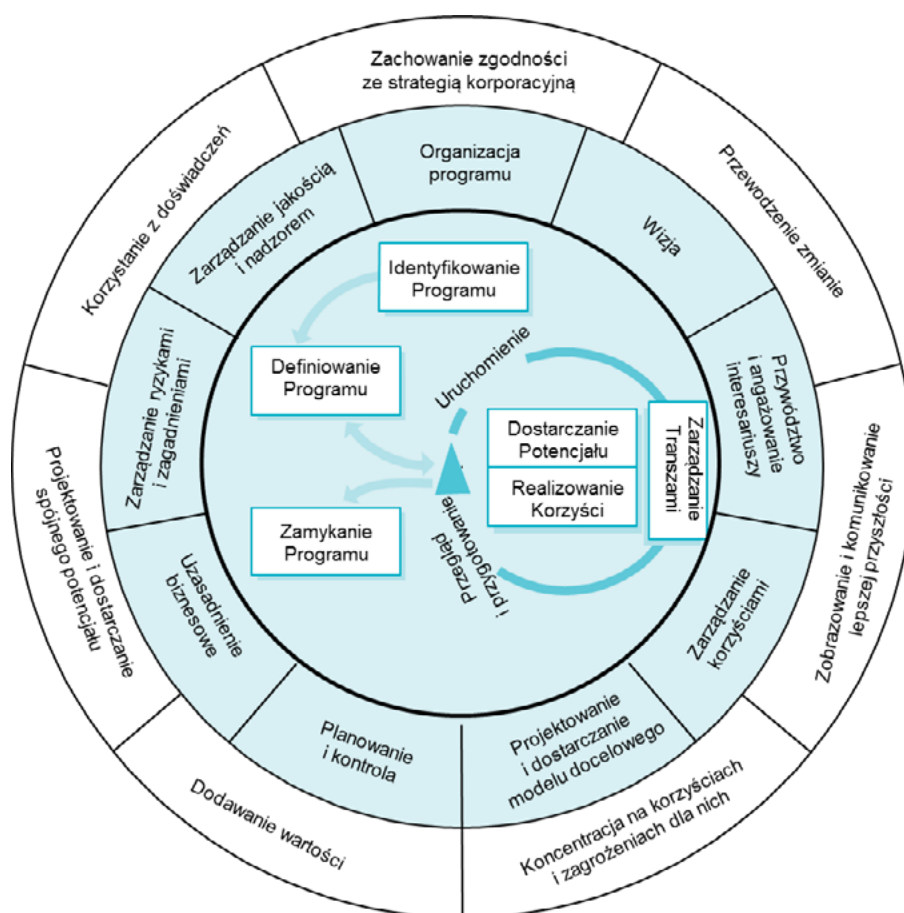 Zachowanie zgodności
ze strategią korporacyjną
Przewodzenie zmianie
Zobrazowanie i komunikowanie
lepszej przyszłości
Koncentracja na korzyściach
i zagrożeniach dla nich
Dodawanie wartości
Projektowanie i dostarczanie
spójnego potencjału
Korzystanie z doświadczeń
Organizacja
programu
Wizja
Przywództwo
i angażowanie
interesariuszy
Zarządzanie
korzyściami
Projektowanie
i dostarczanie
modelu docelowego
Planowanie
i kontrola
Uzasadnienie
biznesowe
Zarządzanie ryzykami
i zagadnieniami
Zarządzanie jakością
i nadzorem
Identyfikowanie
Programu
Definiowanie
Programu
Zamykanie
Programu
Uruchomienie
Dostarczanie
Potencjału
Realizowanie
Korzyści
Zarządzanie
Transzami
Przegląd
i przygotowanie